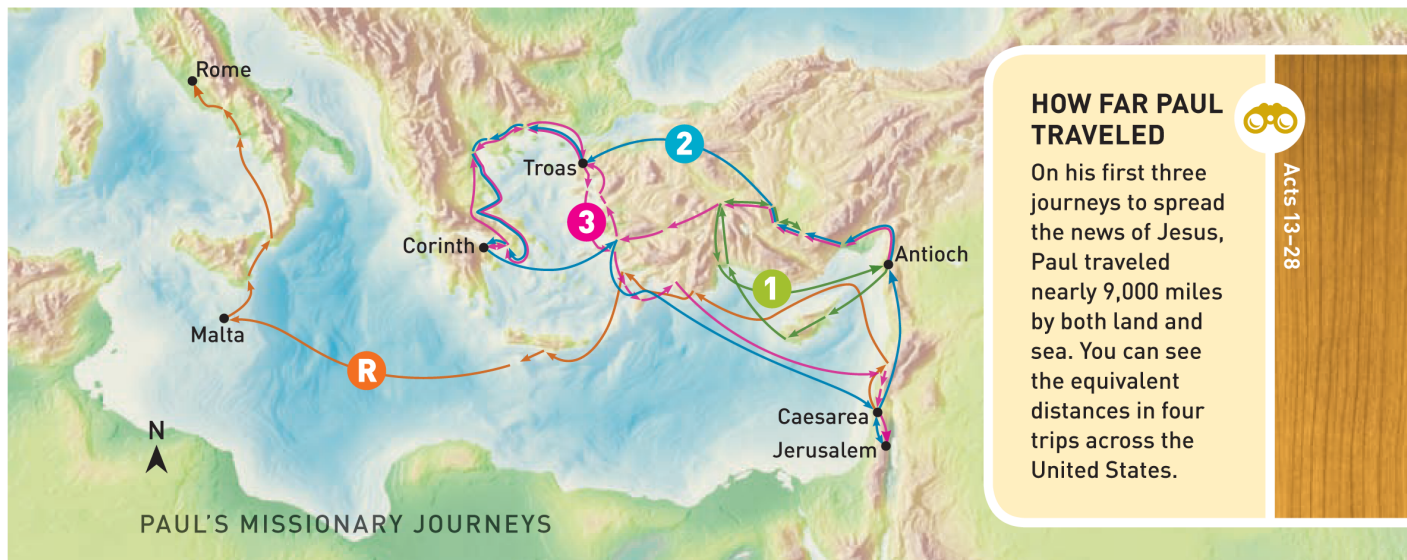 Rome
2
Troas
3
Corinth
Antioch
1
Malta
R
Caesarea
Jerusalem
N
PAUL'S MISSIONARY JOURNEYS
HOW FAR PAUL
TRAVELED
On his first three
journeys to spread
the news of Jesus,
Paul traveled
nearly 9,000 miles
by both land and
sea. You can see
the equivalent
distances in four
trips across the
United States.
Acts 13–28